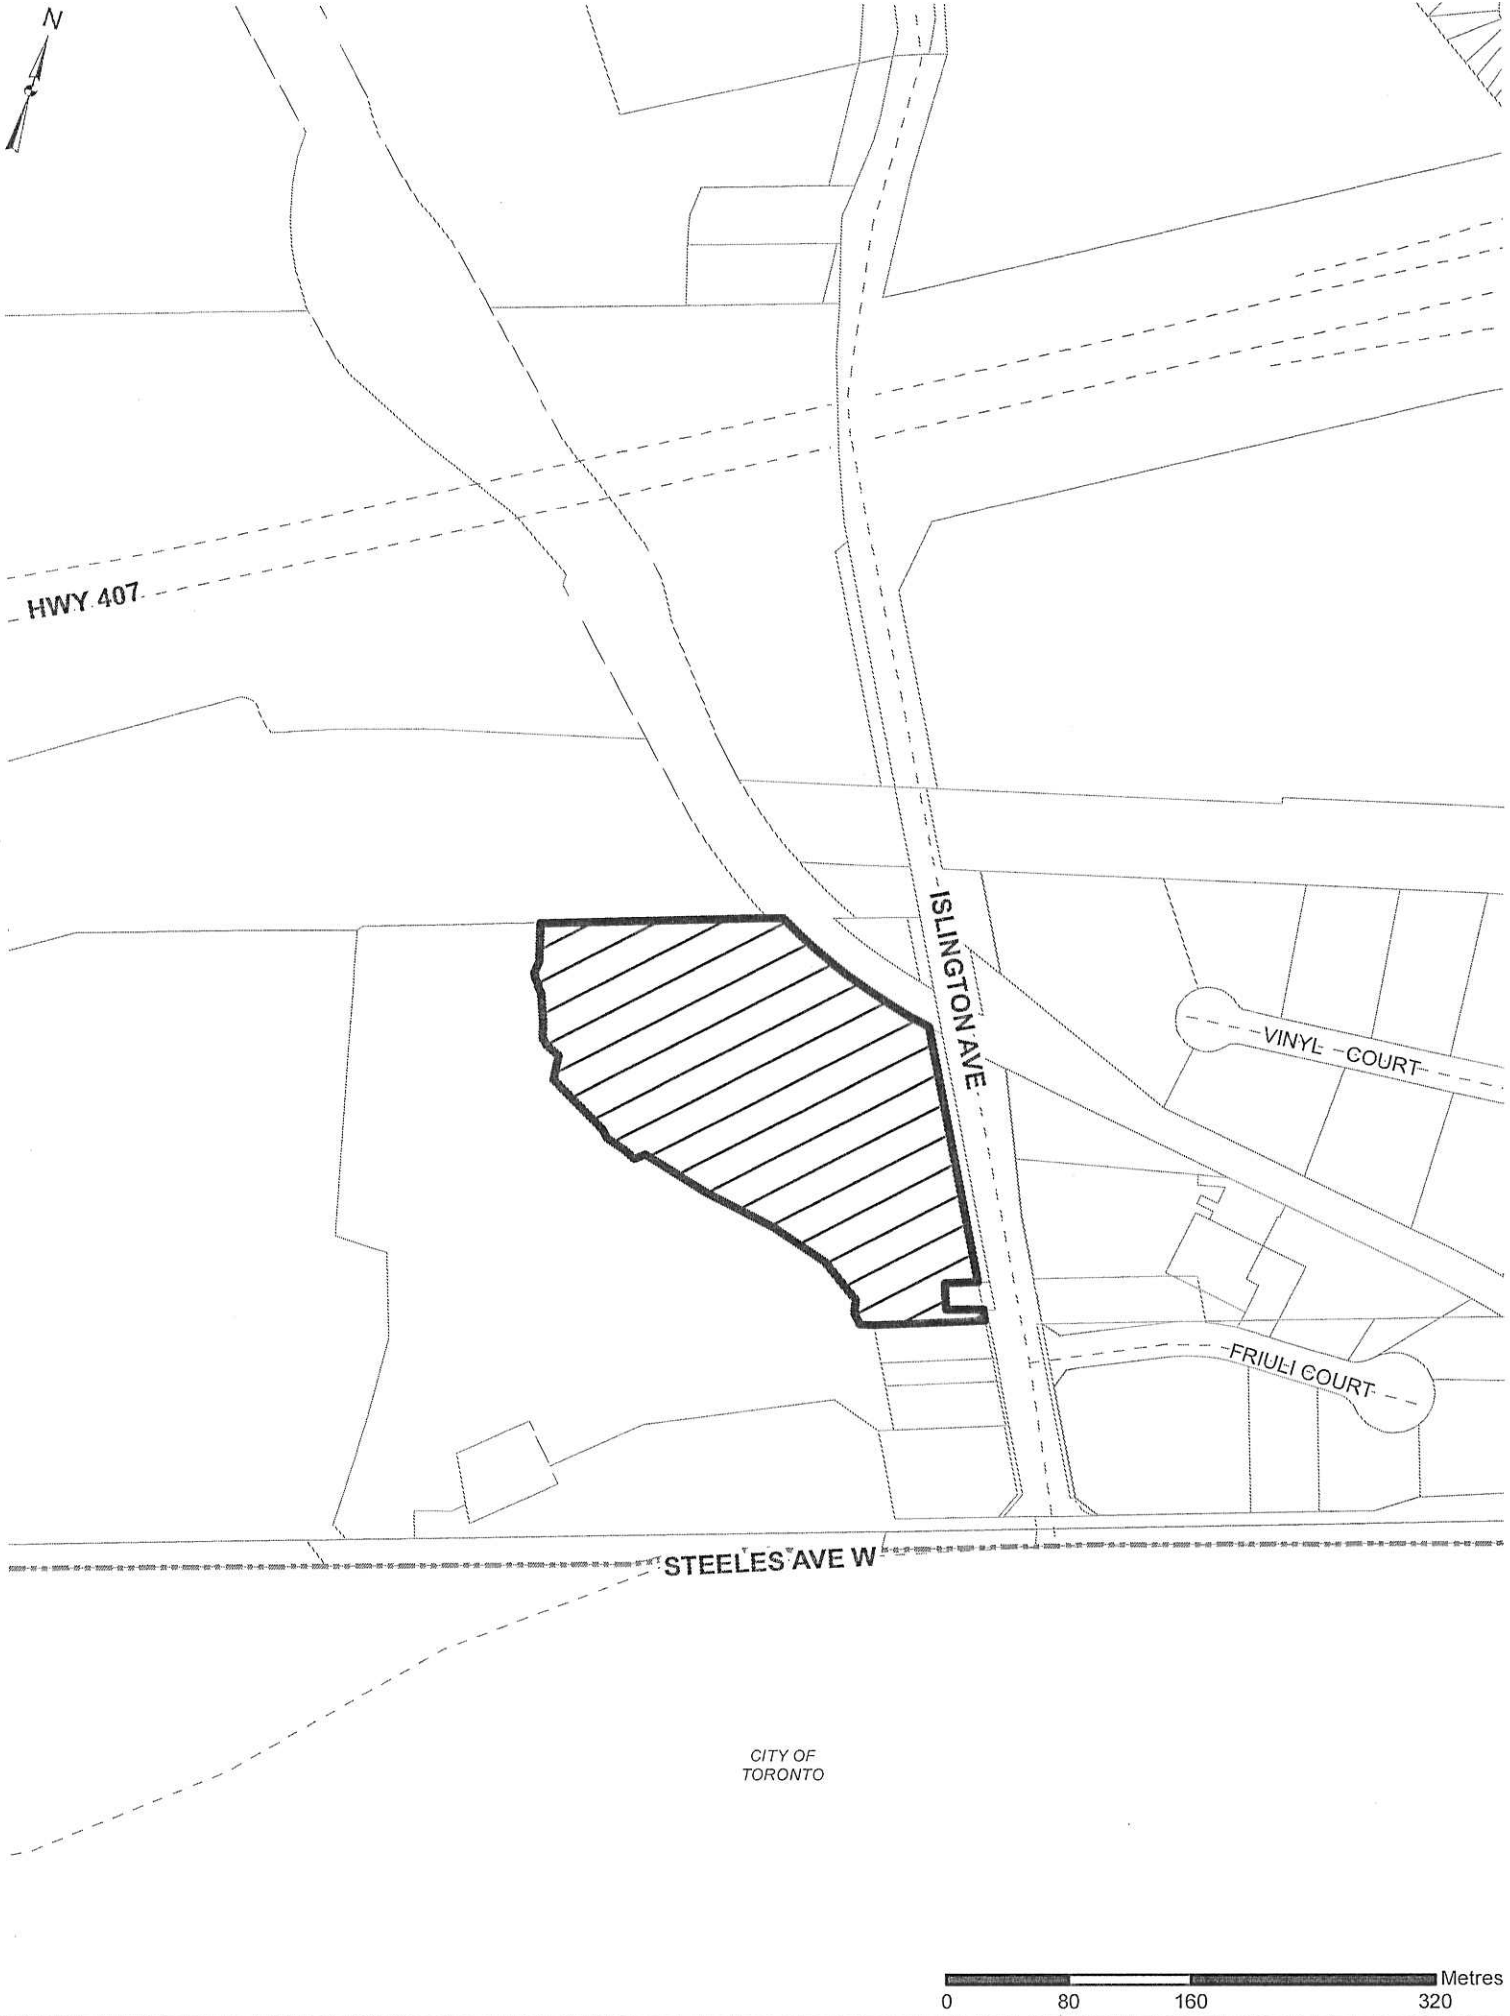 N
HWY 407
ISLINGTON AVE
VINYL COURT
FRIULI COURT
STEELES AVE W
CITY OF
TORONTO
Metres
0 80 160 320